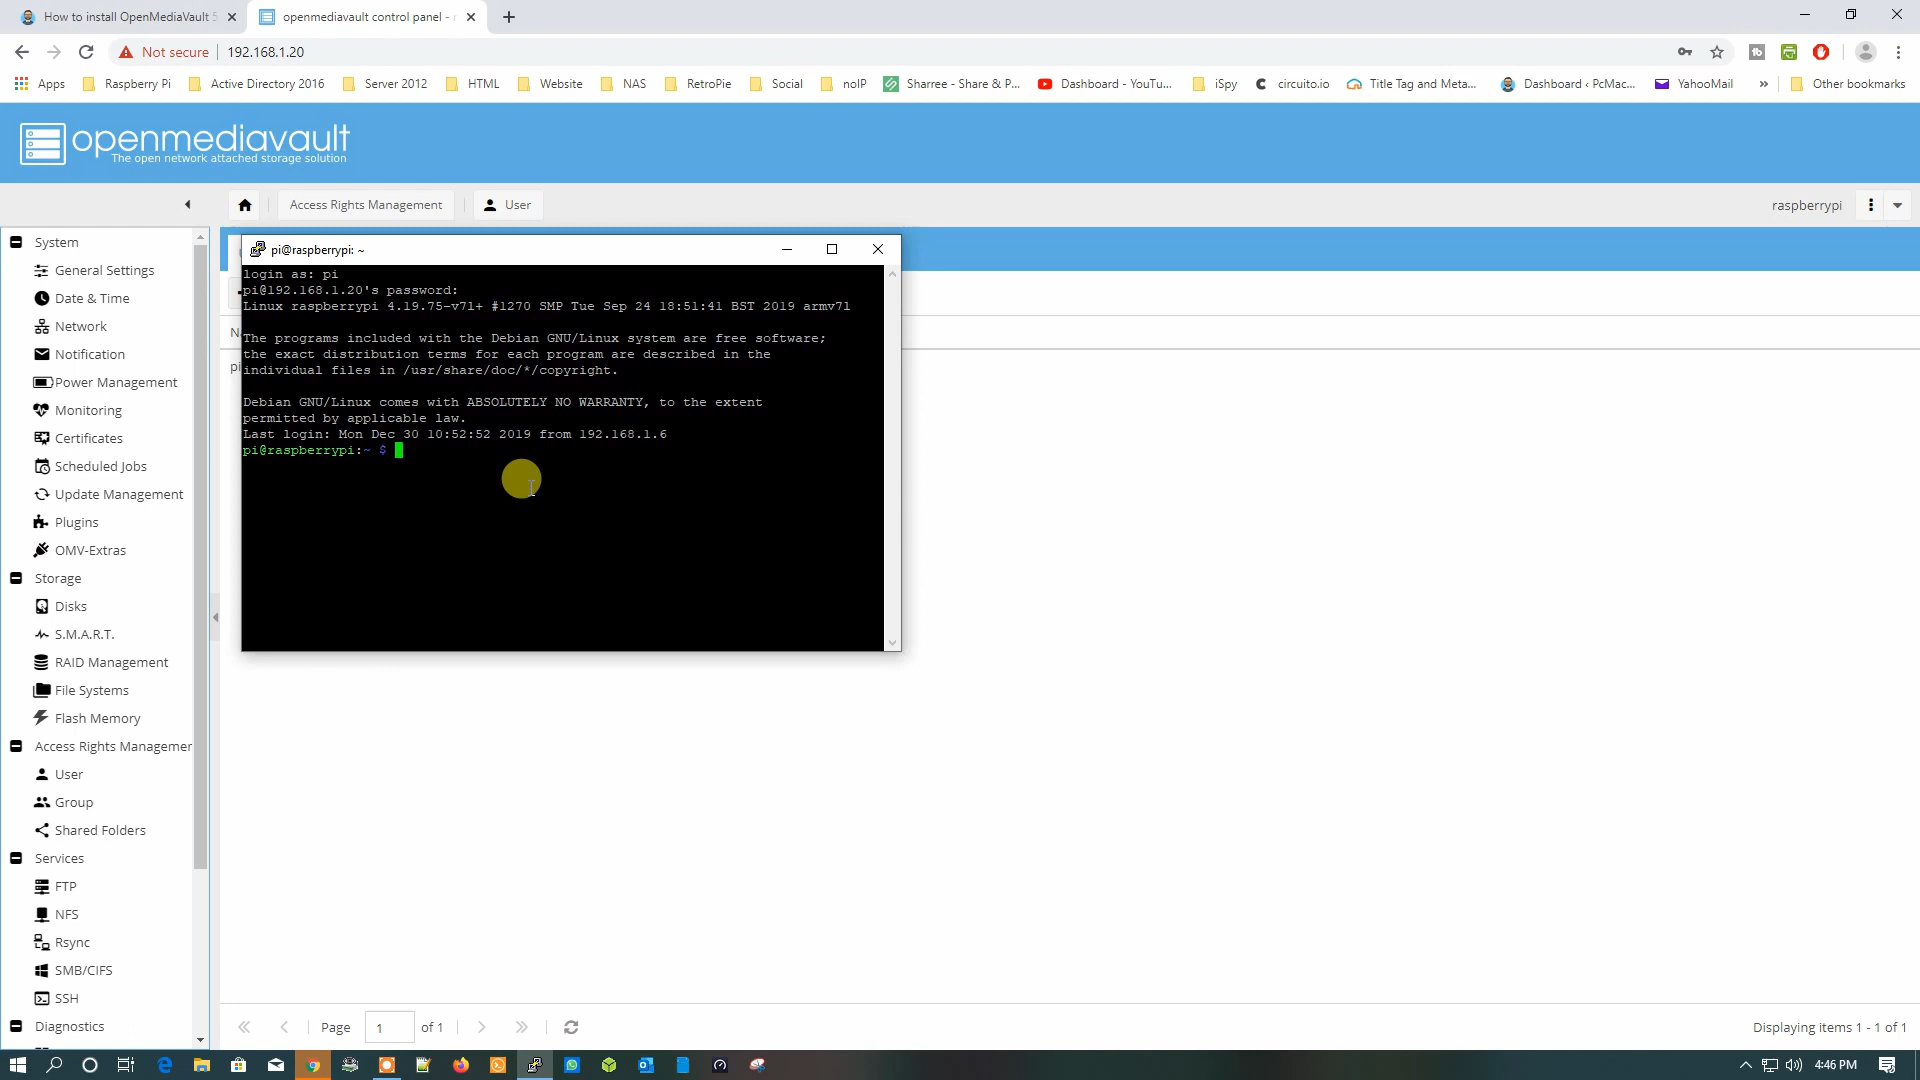 How to install OpenMediaVault 5
openmediavault control panel -
Not secure
192.168.1.20
Apps
Raspberry Pi
Active Directory 2016
Server 2012
HTML
Website
NAS
RetroPie
Social
noIP
Sharree - Share & P...
Dashboard - YouTu...
iSpy
circuito.io
Title Tag and Meta...
Dashboard ‹ PcMac...
YahooMail
»
Other bookmarks
openmediavault
The open network attached storage solution
Access Rights Management
User
raspberrypi
System
General Settings
Date & Time
Network
Notification
Power Management
Monitoring
Certificates
Scheduled Jobs
Update Management
Plugins
OMV-Extras
Storage
Disks
S.M.A.R.T.
RAID Management
File Systems
Flash Memory
Access Rights Managemen
User
Group
Shared Folders
Services
FTP
NFS
Rsync
SMB/CIFS
SSH
Diagnostics
pi@raspberrypi: ~
login as: pi
pi@192.168.1.20's password:
Linux raspberrypi 4.19.75-v7l+ #1270 SMP Tue Sep 24 18:51:41 BST 2019 armv7l
The programs included with the Debian GNU/Linux system are free software;
the exact distribution terms for each program are described in the
individual files in /usr/share/doc/*/copyright.
Debian GNU/Linux comes with ABSOLUTELY NO WARRANTY, to the extent
permitted by applicable law.
Last login: Mon Dec 30 10:52:52 2019 from 192.168.1.6
pi@raspberrypi:~ $
pi
Page 1 of 1
Displaying items 1 - 1 of 1
4:46 PM